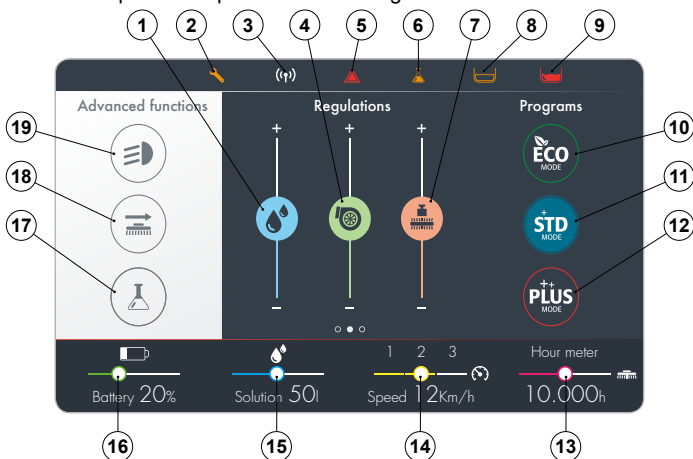 1 2 3 4 5 6 7 8 9
Advanced functions Regulations Programs
+ + +
19 10
ECO
MODE
18 11
+
STD
MODE
17 12
++
PLUS
MODE
− − −
1 2 3 Hour meter
Battery 20% Solution 50l Speed 12Km/h 10.000h
16 15 14 13